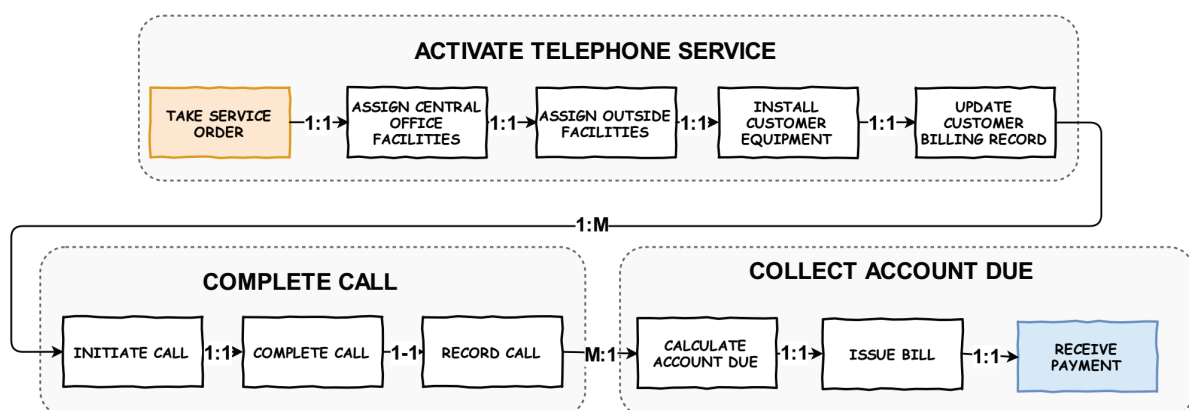 ACTIVATE TELEPHONE SERVICE
TAKE SERVICE
ORDER
1:1
ASSIGN CENTRAL
OFFICE
FACILITIES
1:1
ASSIGN OUTSIDE
FACILITIES
1:1
INSTALL
CUSTOMER
EQUIPMENT
1:1
UPDATE
CUSTOMER
BILLING RECORD
1:M
COMPLETE CALL
INITIATE CALL
1:1
COMPLETE CALL
1-1
RECORD CALL
M:1
COLLECT ACCOUNT DUE
CALCULATE
ACCOUNT DUE
1:1
ISSUE BILL
1:1
RECEIVE
PAYMENT